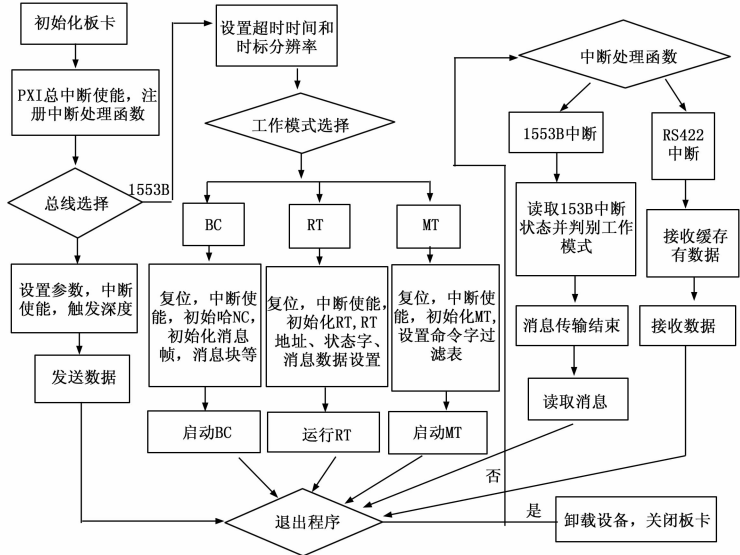 初始化板卡
PXI总中断使能，注
册中断处理函数
总线选择
1553B
设置参数，中断
使能，触发深度
发送数据
设置超时时间和
时标分辨率
工作模式选择
BC
RT
MT
复位，中断使
能，初始哈NC，
初始化消息
帧，消息块等
复位，中断使能，
初始化RT,RT
地址、状态字、
消息数据设置
复位，中断使
能，初始化MT,
设置命令字过
滤表
启动BC
运行RT
启动MT
退出程序
中断处理函数
1553B中断
RS422
中断
读取153B中断
状态并判别工作
模式
接收缓存
有数据
消息传输结束
接收数据
读取消息
否
是
卸载设备，关闭板卡